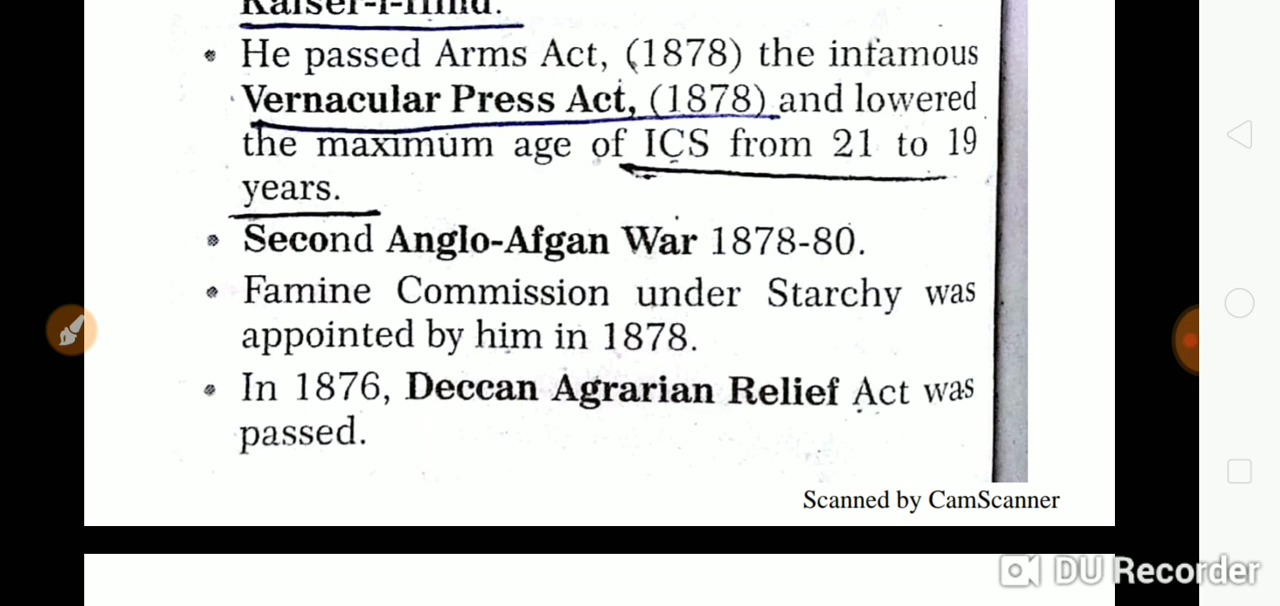 Kaiser-i-Hind.
• He passed Arms Act, (1878) the infamous
Vernacular Press Act, (1878) and lowered
the maximum age of ICS from 21 to 19
years.
• Second Anglo-Afgan War 1878-80.
• Famine Commission under Starchy was
appointed by him in 1878.
• In 1876, Deccan Agrarian Relief Act was
passed.
Scanned by CamScanner
DU Recorder